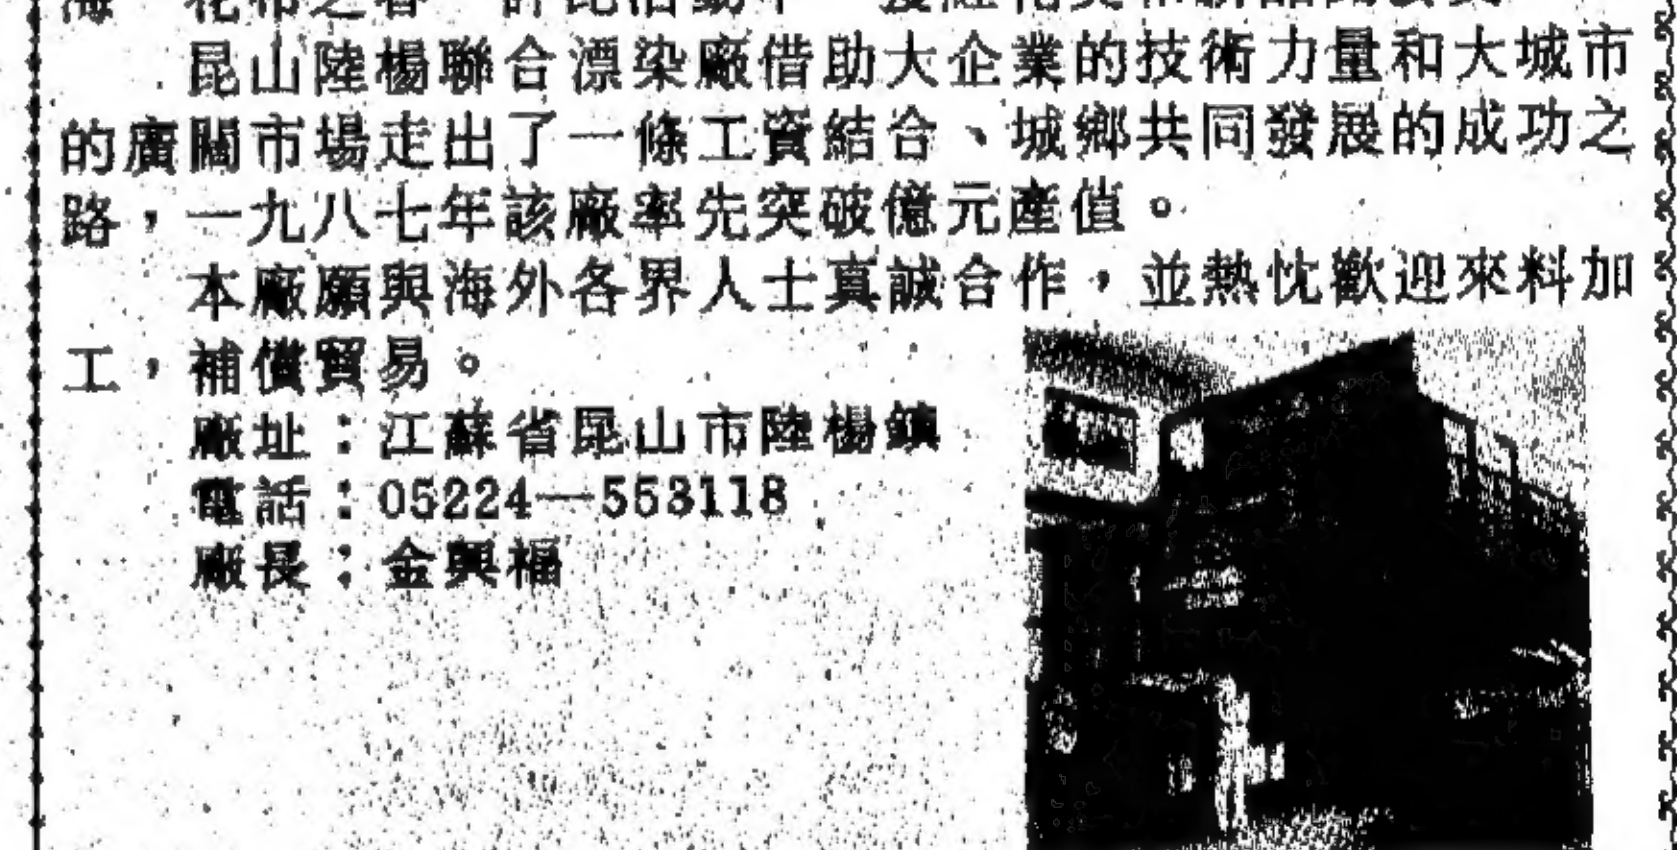 昆山陸楊聯合漂染廠借助大企業的技術力量和大城市
的廣闊市場走出了一條工資結合、城鄉共同發展的成功之
路，一九八七年該廠率先突破億元產值。
本廠願與海外各界人士真誠合作，並熱忱歡迎來料加
工，補償貿易。
廠址：江蘇省昆山市陸楊鎮
電話：05224—553118
廠長：金興福